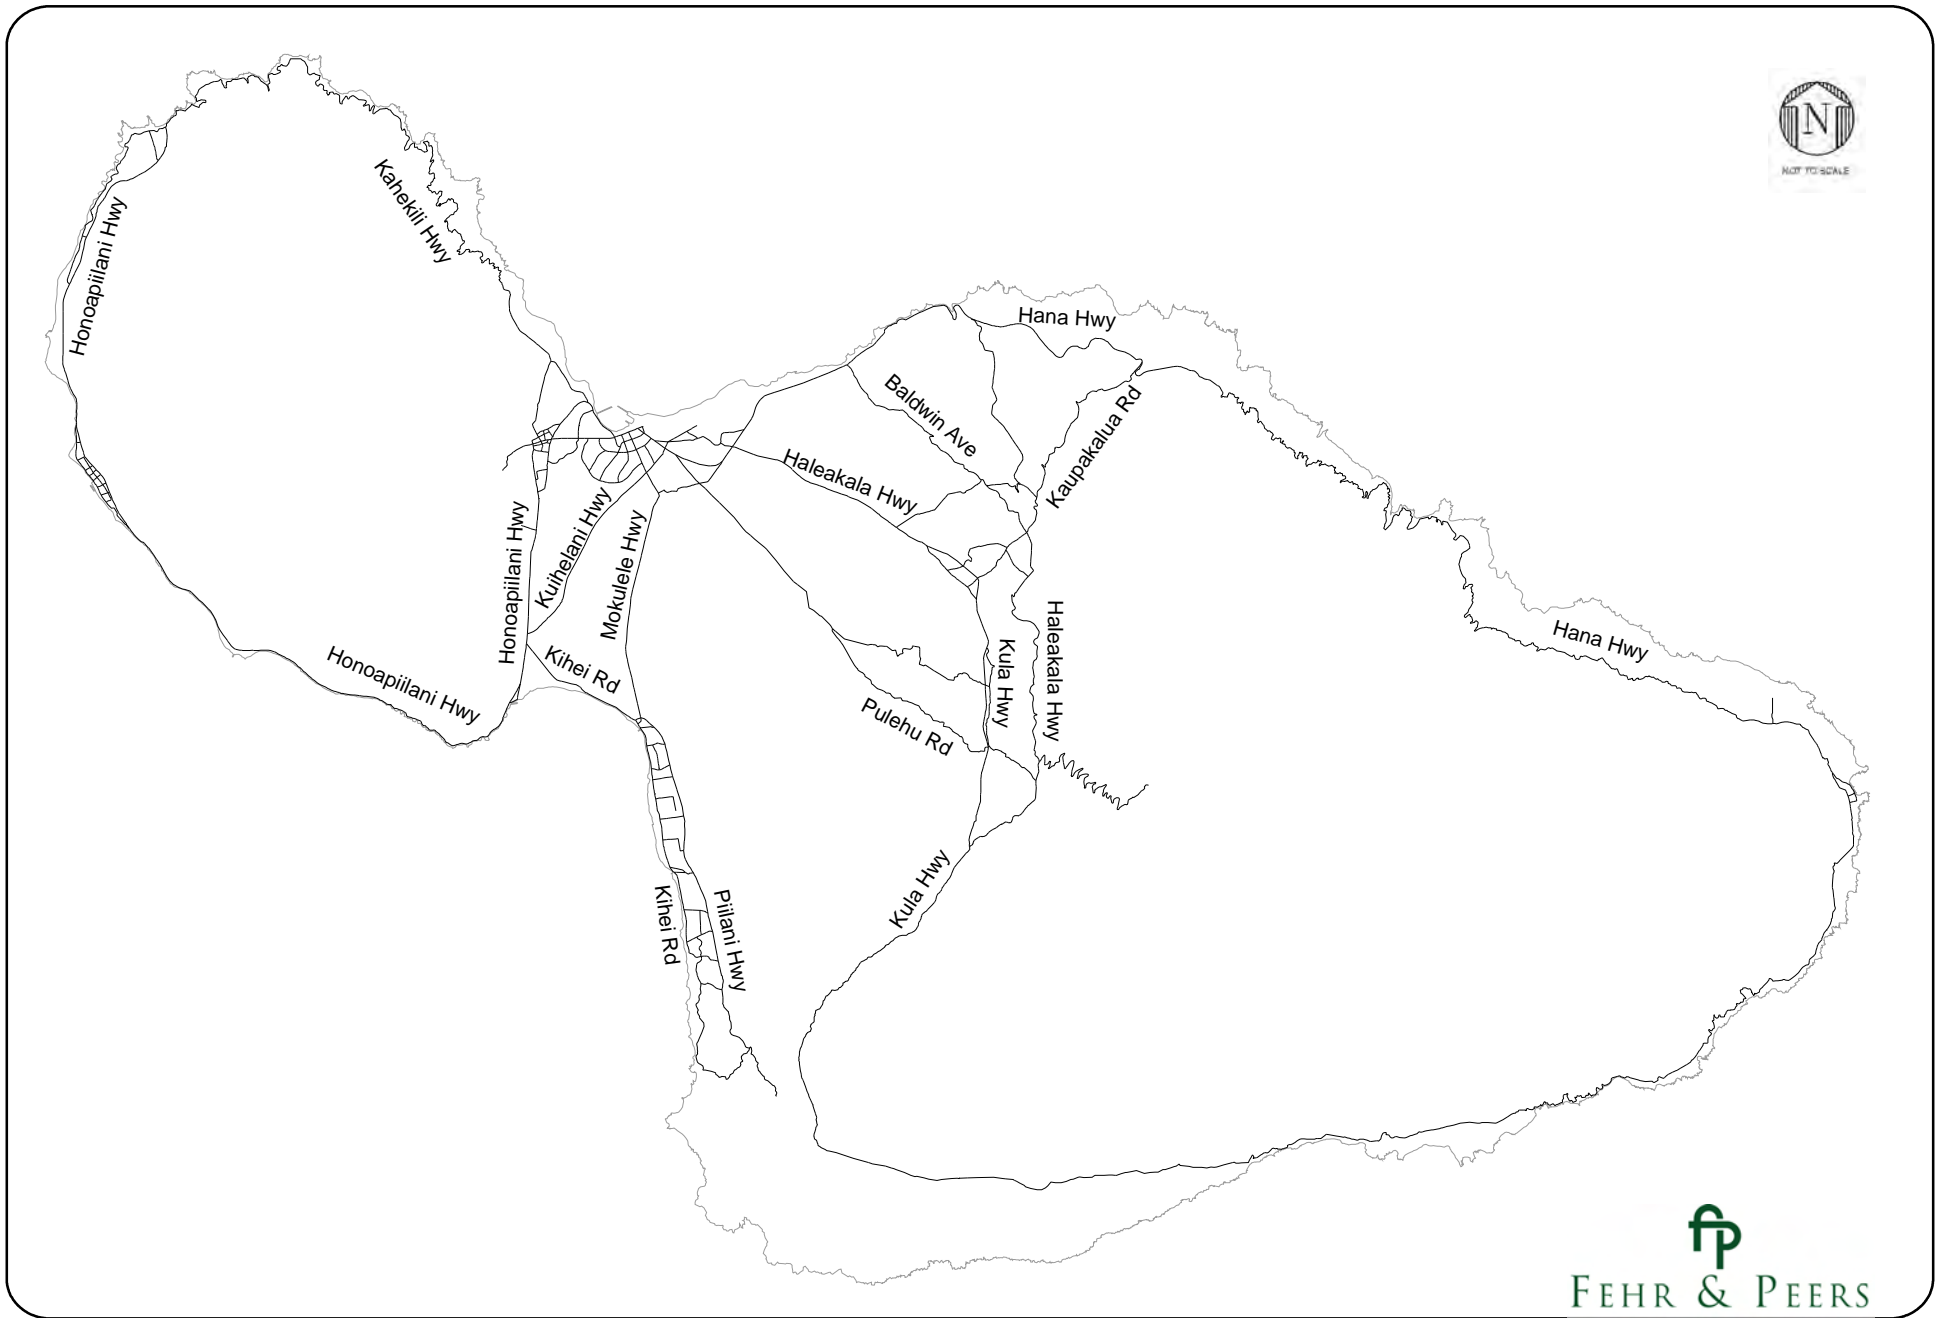 N
NOT TO SCALE
Kahekili Hwy
Honoapiilani Hwy
Hana Hwy
Baldwin Ave
Kaupakalua Rd
Haleakala Hwy
Kuihelani Hwy
Honoapiilani Hwy
Mokulele Hwy
Haleakala Hwy
Kula Hwy
Hana Hwy
Kihei Rd
Honoapiilani Hwy
Pulehu Rd
Kula Hwy
Kihei Rd
Piilani Hwy
fp
FEHR & PEERS